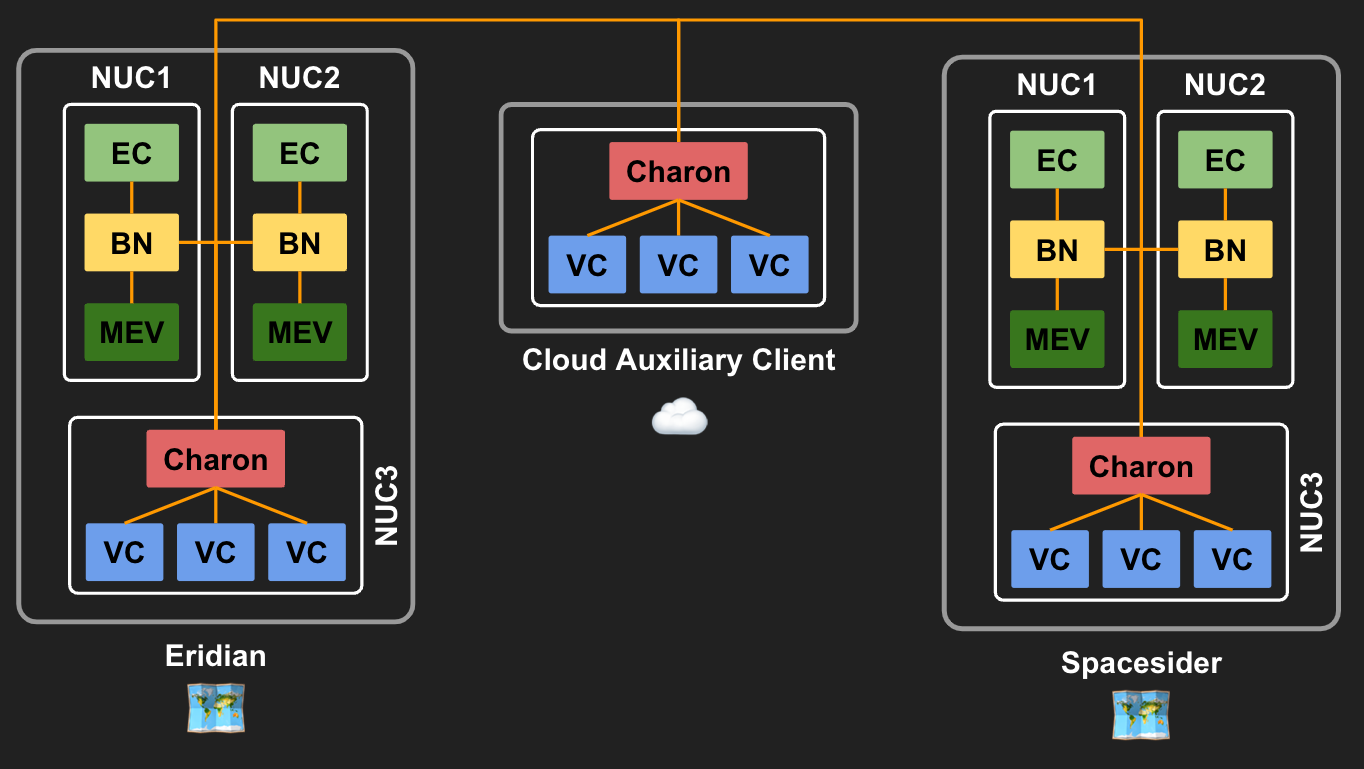 NUC1
NUC2
EC
EC
BN
BN
MEV
MEV
Charon
VC
VC
VC
NUC3
Eridian
Charon
VC
VC
VC
Cloud Auxiliary Client
NUC1
NUC2
EC
EC
BN
BN
MEV
MEV
Charon
VC
VC
VC
NUC3
Spacesider